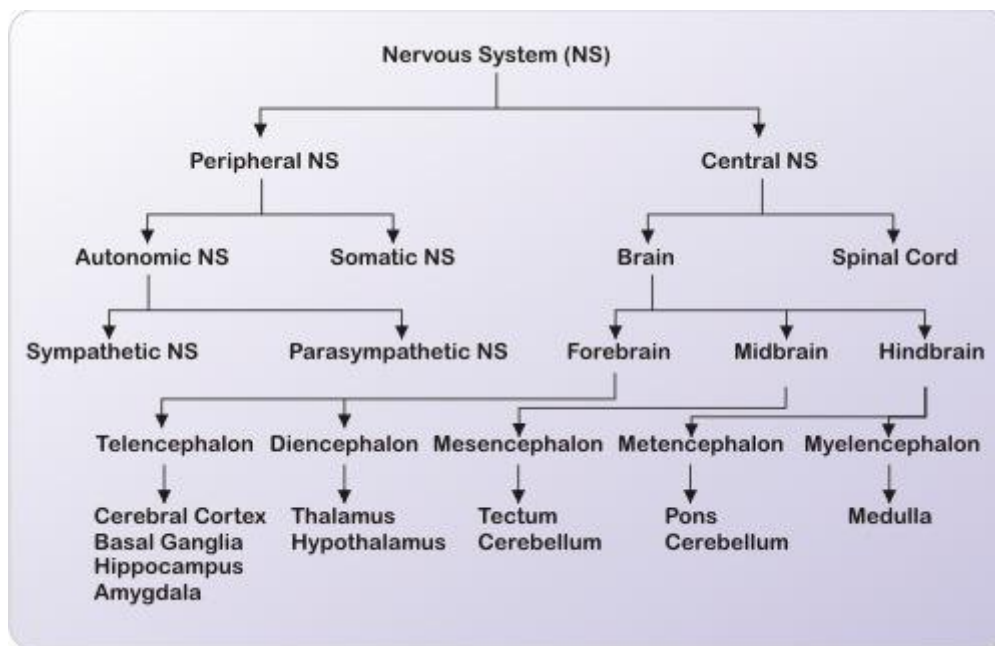 Nervous System (NS)
Peripheral NS
Central NS
Autonomic NS
Somatic NS
Brain
Spinal Cord
Sympathetic NS
Parasympathetic NS
Forebrain
Midbrain
Hindbrain
Telencephalon
Diencephalon
Mesencephalon
Metencephalon
Myelencephalon
Cerebral Cortex
Basal Ganglia
Hippocampus
Amygdala
Thalamus
Hypothalamus
Tectum
Cerebellum
Pons
Cerebellum
Medulla